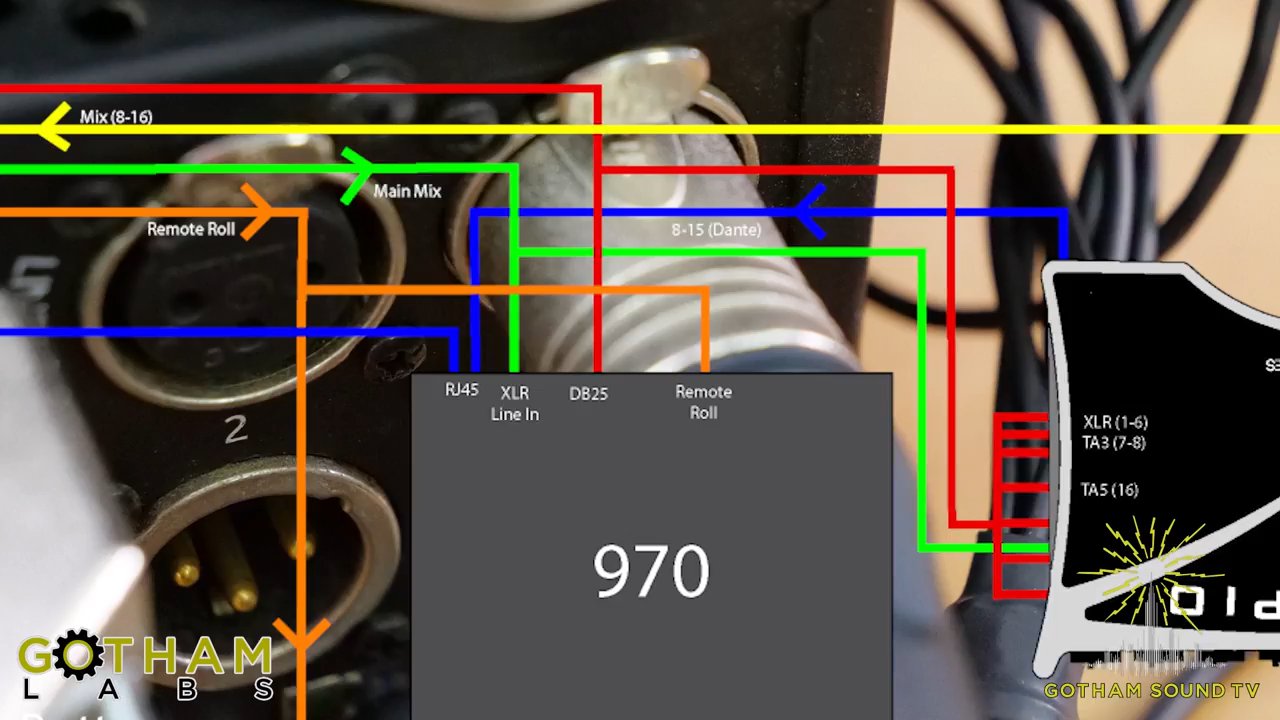 Mix (8-16)
Main Mix
Remote Roll
8-15 (Dante)
RJ45
XLR
Line In
DB25
Remote
Roll
970
XLR (1-6)
TA3 (7-8)
TA5 (16)
2
GOTHAM
LABS
GOTHAM SOUND TV